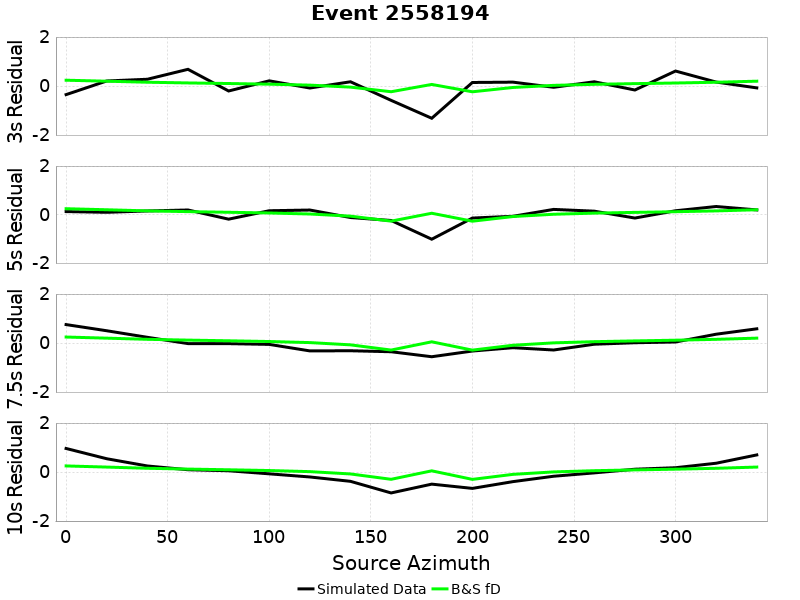 Event 2558194
3s Residual
2
0
-2
5s Residual
2
0
-2
7.5s Residual
2
0
-2
10s Residual
2
0
-2
0 50 100 150 200 250 300
Source Azimuth
Simulated Data B&S fD